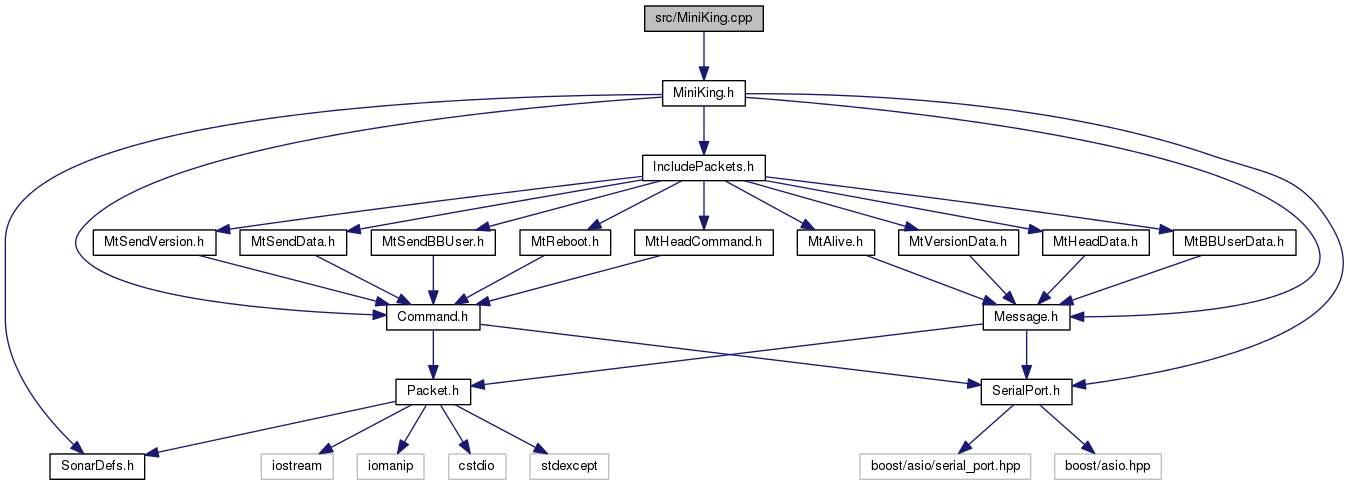 src/MiniKing.cpp
MiniKing.h
IncludePackets.h
MtSendVersion.h
MtSendData.h
MtSendBBUser.h
MtReboot.h
MtHeadCommand.h
MtAlive.h
MtVersionData.h
MtHeadData.h
MtBBUserData.h
Command.h
Message.h
Packet.h
SerialPort.h
SonarDefs.h
iostream
iomanip
cstdio
stdexcept
boost/asio/serial_port.hpp
boost/asio.hpp